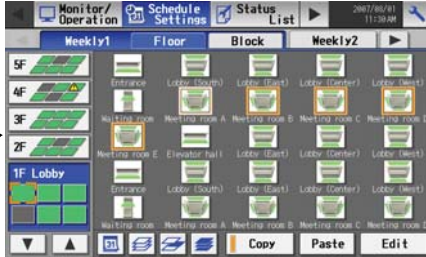 Monitor/ Operation
Schedule Settings
Status List
2007/08/01
11:30 AM
Weekly1 Floor Block Weekly2
5F
4F
3F
2F
1F Lobby
Entrance Lobby (South) Lobby (East) Lobby (Center) Lobby (West)
Waiting room Meeting room A Meeting room B Meeting room C Meeting room D
Meeting room E Elevator hall Lobby (East) Lobby (Center) Lobby (West)
Entrance Lobby (South) Lobby (East) Lobby (Center) Lobby (West)
Waiting room Meeting room A Meeting room B Meeting room C Meeting room D
31 Copy Paste Edit